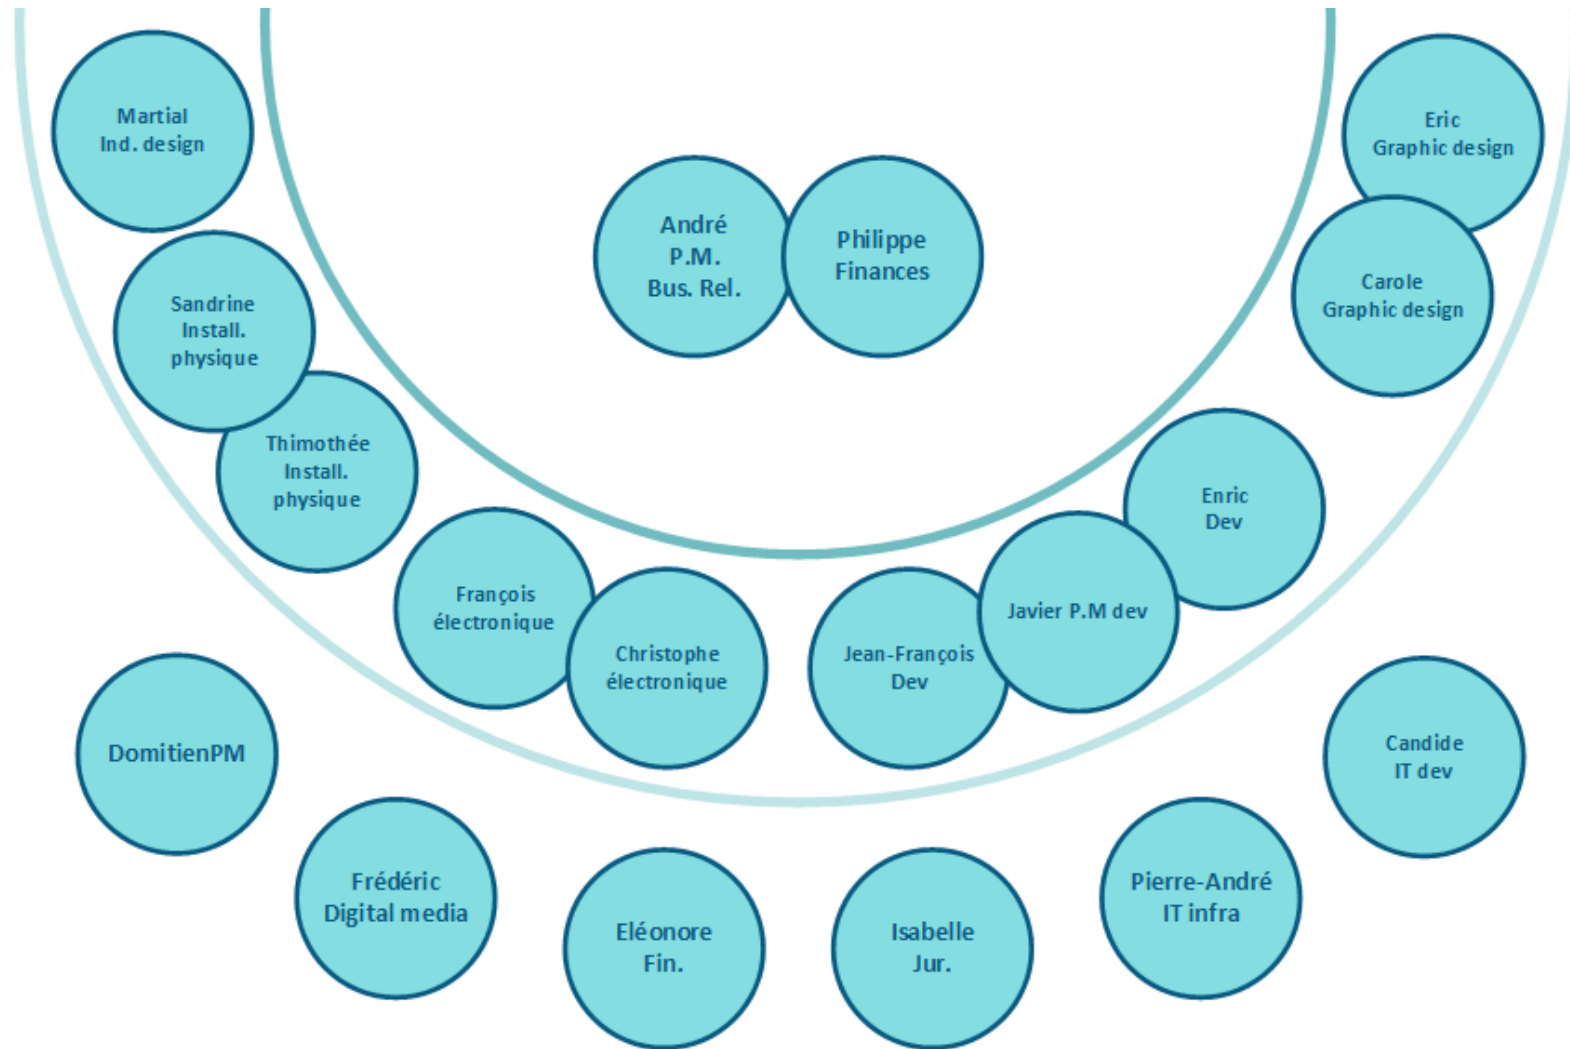 Martial
Ind. design
Eric
Graphic design
André
P.M.
Bus. Rel.
Philippe
Finances
Sandrine
Install.
physique
Carole
Graphic design
Thimothée
Install.
physique
Enric
Dev
François
électronique
Christophe
électronique
Jean-François
Dev
Javier P.M dev
DomitienPM
Candide
IT dev
Frédéric
Digital media
Eléonore
Fin.
Isabelle
Jur.
Pierre-André
IT infra